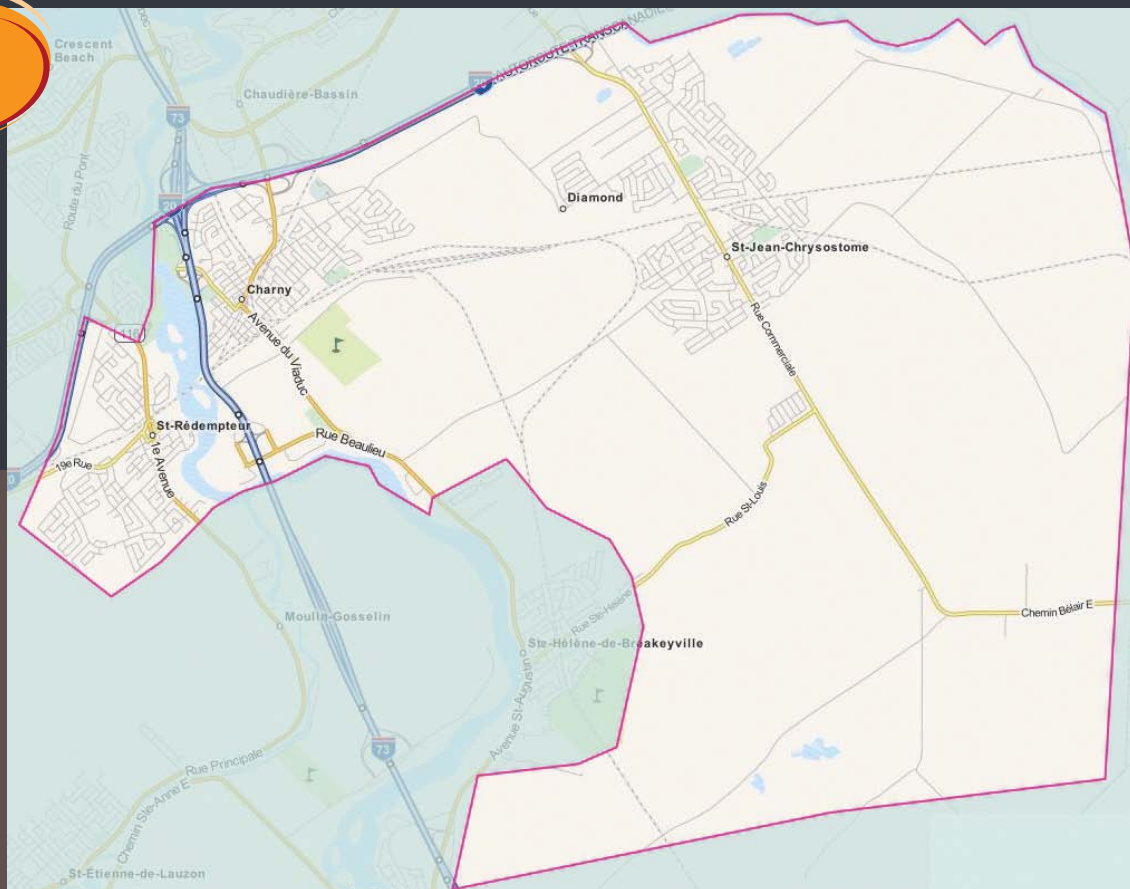 AUTOROUTE TRANSCANADIENNE
Crescent
Beach
20
Chaudière-Bassin
73
Route du Pont
Diamond
20
St-Jean-Chrysostome
Charny
116
Avenue du Viaduc
Rue Commerciale
St-Rédempteur
Rue Beaulieu
19e Rue
1e Avenue
Rue St-Louis
Rue Ste-Hélène
Chemin Bélair E
Moulin-Gosselin
Ste-Hélène-de-Breakeyville
Avenue St-Augustin
73
Rue Principale
Chemin Ste-Anne E
St-Étienne-de-Lauzon